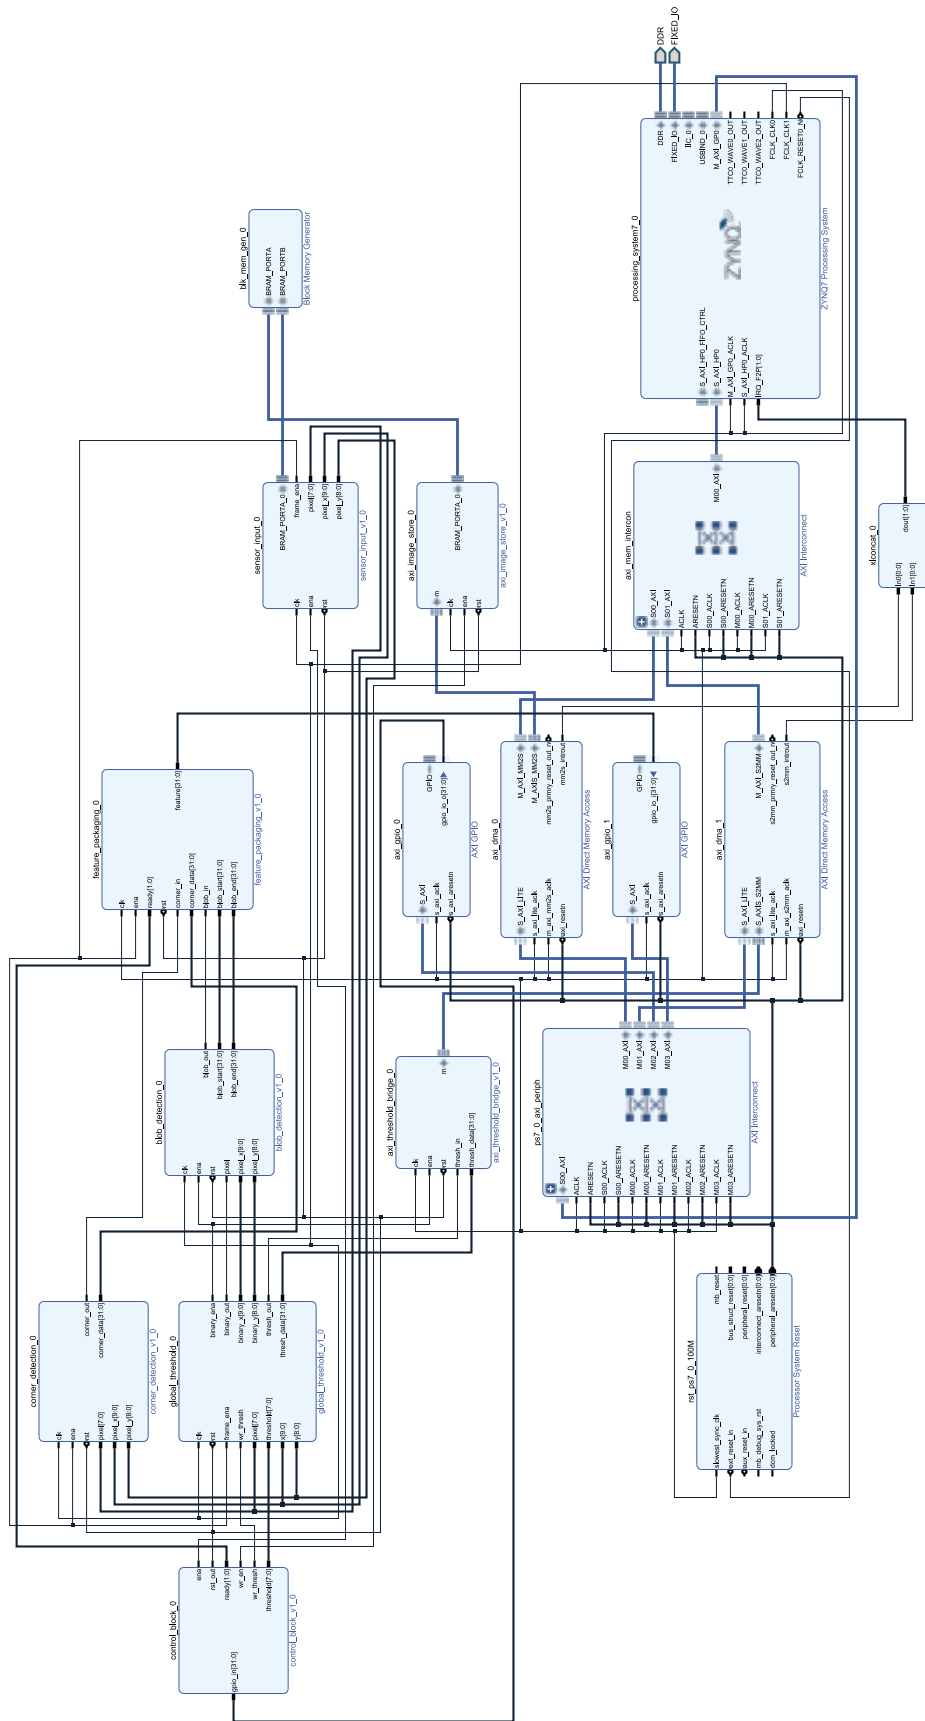 DDR
FIXED_IO
processing_system7_0
DDR
FIXED_IO
IIC_0
USBIND_0
M_AXI_GP0
TTC0_WAVE0_OUT
TTC0_WAVE1_OUT
TTC0_WAVE2_OUT
FCLK_CLK0
FCLK_CLK1
FCLK_RESET0_N
ZYNQ
S_AXI_HP0_FIFO_CTRL
S_AXI_HP0
M_AXI_GP0_ACLK
S_AXI_HP0_ACLK
IRQ_F2P[1:0]
ZYNQ7 Processing System
blk_mem_gen_0
BRAM_PORTA
BRAM_PORTB
Block Memory Generator
sensor_input_0
BRAM_PORTA_0
frame_ena
pixel[7:0]
pixel_x[9:0]
pixel_y[8:0]
clk
ena
rst
sensor_input_v1_0
axi_image_store_0
BRAM_PORTA_0
m
clk
ena
rst
axi_image_store_v1_0
axi_mem_intercon
M00_AXI
S00_AXI
S01_AXI
ACLK
ARESETN
S00_ACLK
S00_ARESETN
M00_ACLK
M00_ARESETN
S01_ACLK
S01_ARESETN
AXI Interconnect
xlconcat_0
dout[1:0]
In0[0:0]
In1[0:0]
feature_packaging_0
feature[31:0]
clk
ena
ready[1:0]
rst
corner_in
corner_data[31:0]
blob_in
blob_start[31:0]
blob_end[31:0]
feature_packaging_v1_0
axi_gpio_0
GPIO
gpio_io_o[31:0]
S_AXI
s_axi_aclk
s_axi_aresetn
AXI GPIO
axi_dma_0
M_AXI_MM2S
M_AXIS_MM2S
mm2s_prmry_reset_out_n
mm2s_introut
S_AXI_LITE
s_axi_lite_aclk
m_axi_mm2s_aclk
axi_resetn
AXI Direct Memory Access
axi_gpio_1
GPIO
gpio_io_i[31:0]
S_AXI
s_axi_aclk
s_axi_aresetn
AXI GPIO
axi_dma_1
M_AXI_S2MM
s2mm_prmry_reset_out_n
s2mm_introut
S_AXI_LITE
S_AXIS_S2MM
s_axi_lite_aclk
m_axi_s2mm_aclk
axi_resetn
AXI Direct Memory Access
blob_detection_0
blob_out
blob_start[31:0]
blob_end[31:0]
clk
ena
rst
pixel
pixel_x[9:0]
pixel_y[8:0]
blob_detection_v1_0
axi_threshold_bridge_0
m
clk
ena
rst
thresh_in
thresh_data[31:0]
axi_threshold_bridge_v1_0
ps7_0_axi_periph
M00_AXI
M01_AXI
M02_AXI
M03_AXI
S00_AXI
ACLK
ARESETN
S00_ACLK
S00_ARESETN
M00_ACLK
M00_ARESETN
M01_ACLK
M01_ARESETN
M02_ACLK
M02_ARESETN
M03_ACLK
M03_ARESETN
AXI Interconnect
corner_detection_0
corner_out
corner_data[31:0]
clk
ena
rst
pixel[7:0]
pixel_x[9:0]
pixel_y[8:0]
corner_detection_v1_0
global_threshold_0
binary_ena
binary_out
binary_x[9:0]
binary_y[8:0]
thresh_out
thresh_data[31:0]
clk
rst
frame_ena
wr_thresh
pixel[7:0]
threshold[7:0]
x[9:0]
y[8:0]
global_threshold_v1_0
rst_ps7_0_100M
mb_reset
bus_struct_reset[0:0]
peripheral_reset[0:0]
interconnect_aresetn[0:0]
peripheral_aresetn[0:0]
slowest_sync_clk
ext_reset_in
aux_reset_in
mb_debug_sys_rst
dcm_locked
Processor System Reset
control_block_0
ena
rst_out
ready[1:0]
wr_en
wr_thresh
threshold[7:0]
gpio_in[31:0]
control_block_v1_0